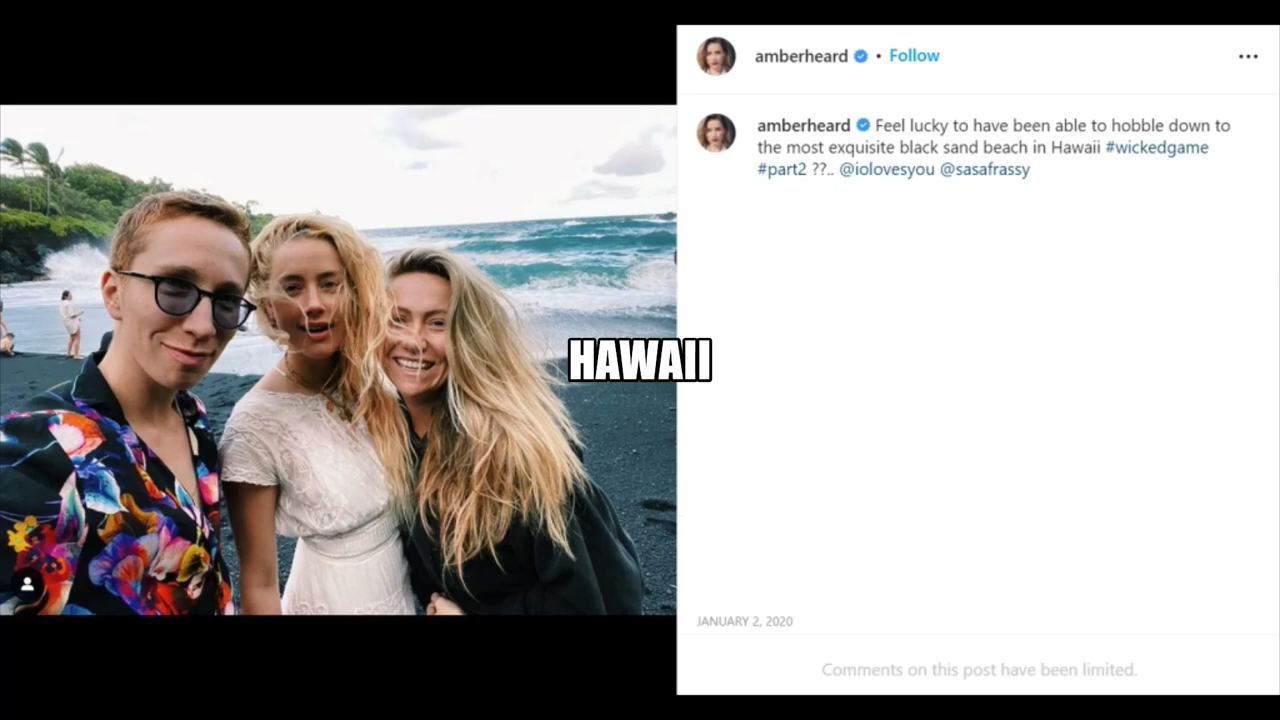 amberheard • Follow
amberheard Feel lucky to have been able to hobble down to
the most exquisite black sand beach in Hawaii #wickedgame
#part2 ??.. @iolovesyou @sasafrassy
HAWAII
JANUARY 2, 2020
Comments on this post have been limited.